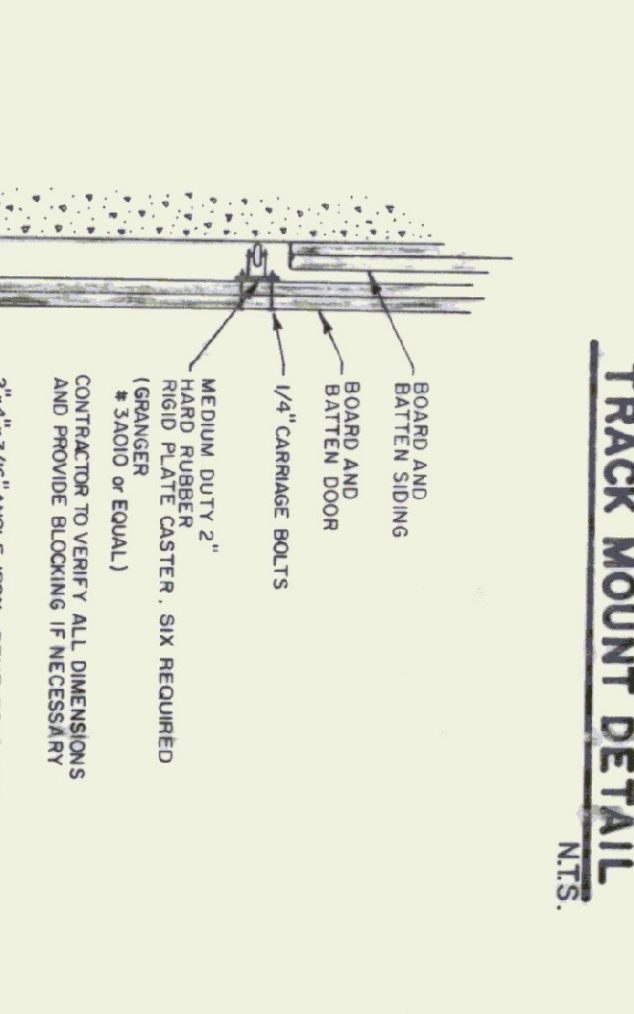 TRACK MOUNT DETAIL
N.T.S.
BOARD AND
BATTEN SIDING
BOARD AND
BATTEN DOOR
1/4" CARRIAGE BOLTS
MEDIUM DUTY 2"
HARD RUBBER
RIGID PLATE CASTER . SIX REQUIRED
(GRANGER
# 3A010 or EQUAL)
CONTRACTOR TO VERIFY ALL DIMENSIONS
AND PROVIDE BLOCKING IF NECESSARY